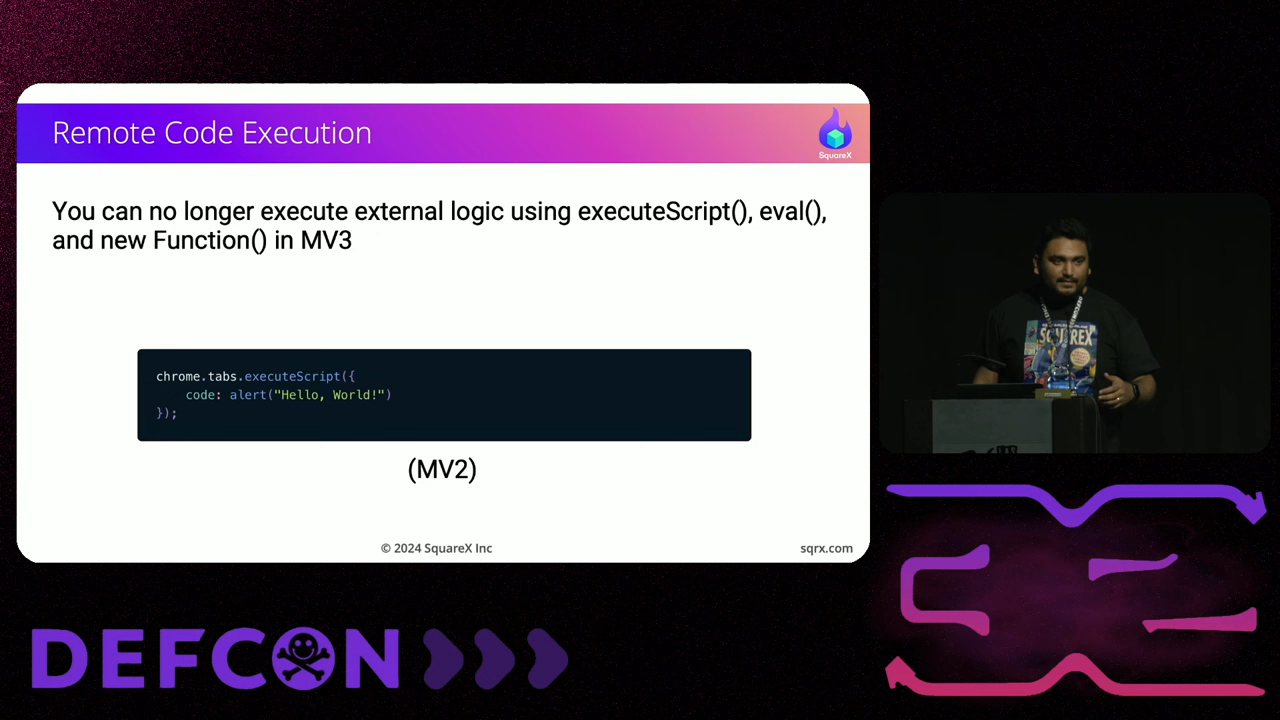 Remote Code Execution
SquareX
You can no longer execute external logic using executeScript(), eval(),
and new Function() in MV3
chrome.tabs.executeScript({
    code: alert("Hello, World!")
});
(MV2)
© 2024 SquareX Inc
sqrx.com
SQUAREX
DEFCON